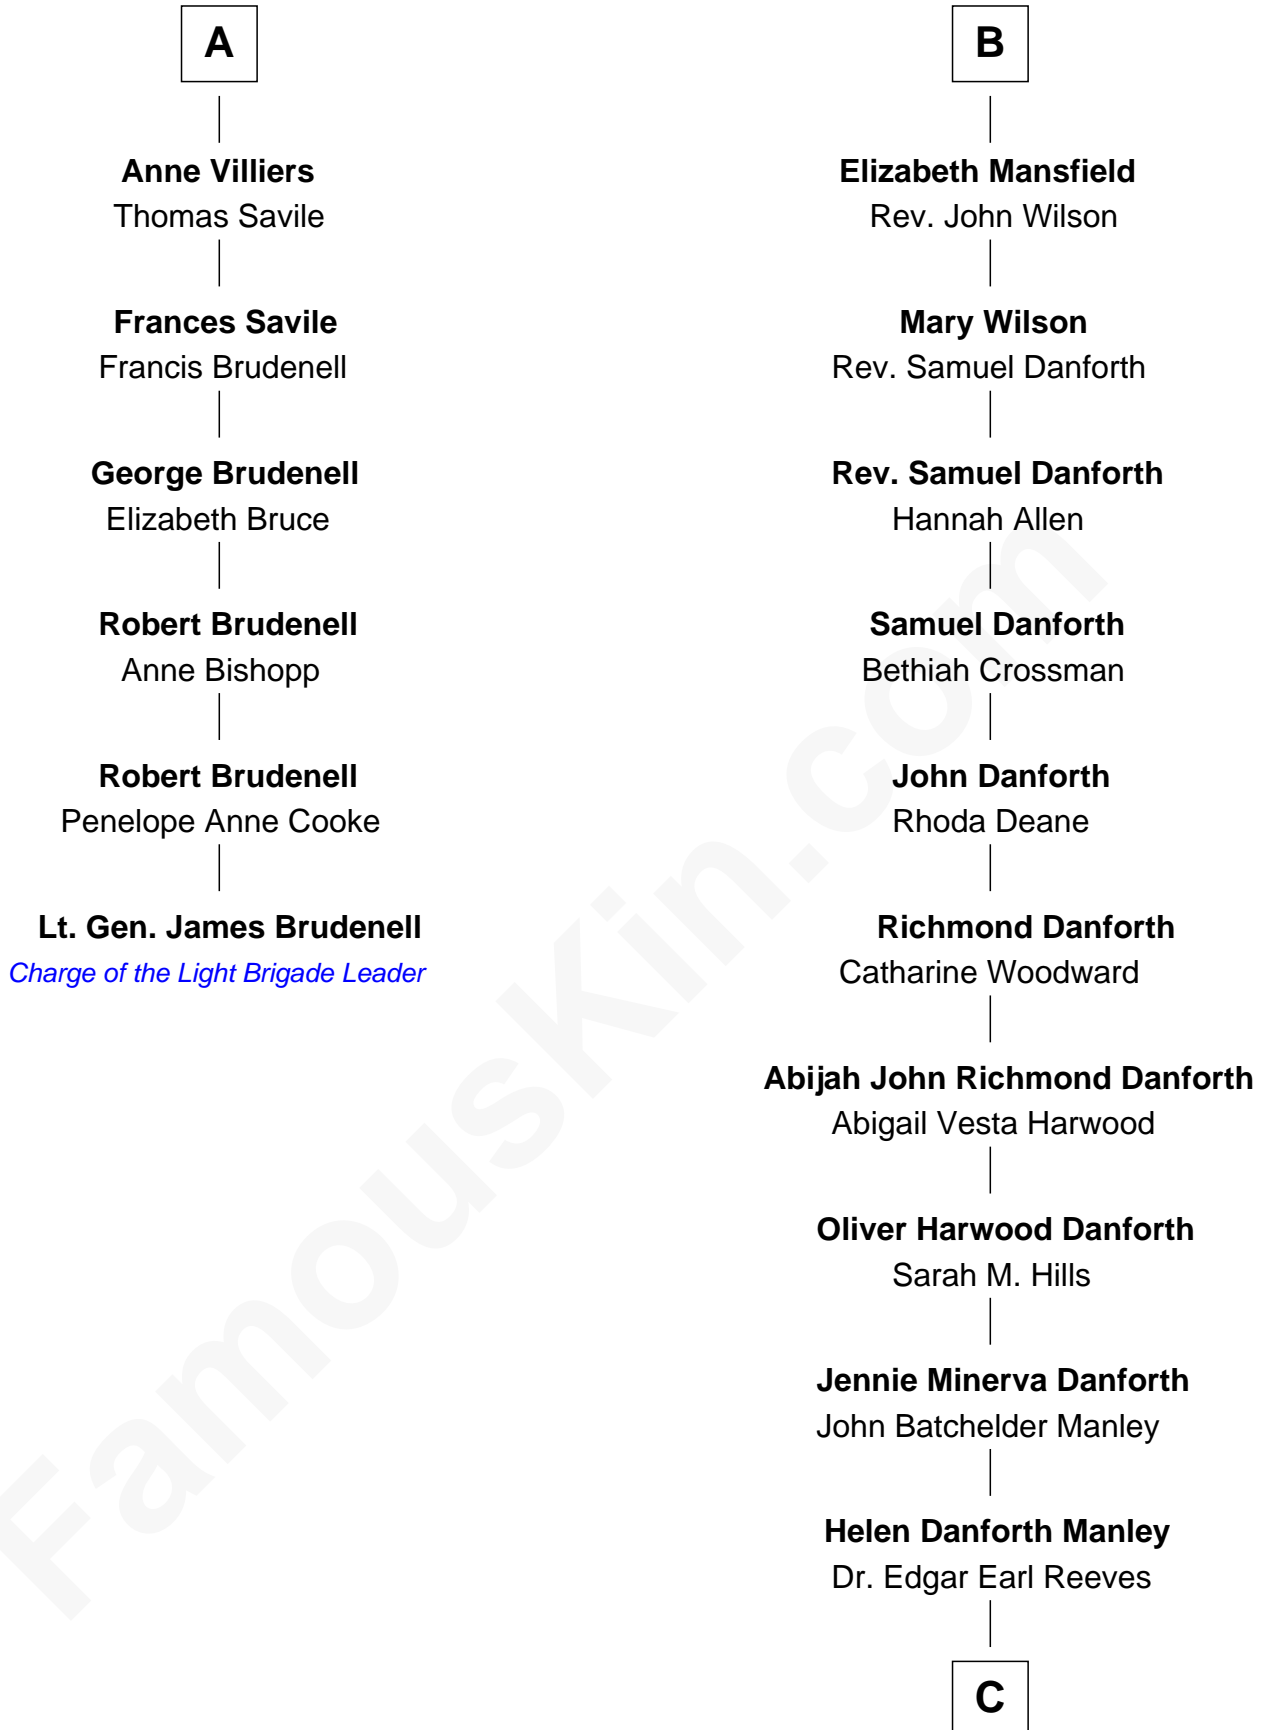 A
Anne Villiers
Thomas Savile
Frances Savile
Francis Brudenell
George Brudenell
Elizabeth Bruce
Robert Brudenell
Anne Bishopp
Robert Brudenell
Penelope Anne Cooke
Lt. Gen. James Brudenell
Charge of the Light Brigade Leader
B
Elizabeth Mansfield
Rev. John Wilson
Mary Wilson
Rev. Samuel Danforth
Rev. Samuel Danforth
Hannah Allen
Samuel Danforth
Bethiah Crossman
John Danforth
Rhoda Deane
Richmond Danforth
Catharine Woodward
Abijah John Richmond Danforth
Abigail Vesta Harwood
Oliver Harwood Danforth
Sarah M. Hills
Jennie Minerva Danforth
John Batchelder Manley
Helen Danforth Manley
Dr. Edgar Earl Reeves
C
FamousKin.com